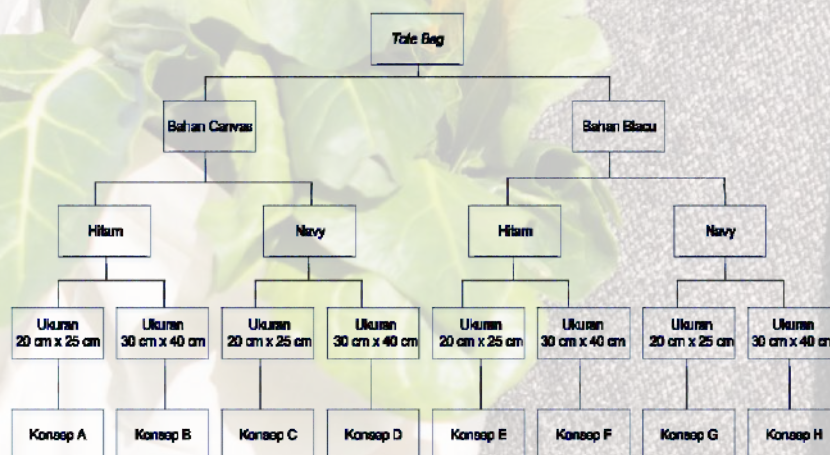 Tote Bag
Bahan Canvas
Bahan Blacu
Hitam
Navy
Hitam
Navy
Ukuran
20 cm x 25 cm
Ukuran
30 cm x 40 cm
Ukuran
20 cm x 25 cm
Ukuran
30 cm x 40 cm
Ukuran
20 cm x 25 cm
Ukuran
30 cm x 40 cm
Ukuran
20 cm x 25 cm
Ukuran
30 cm x 40 cm
Konsep A
Konsep B
Konsep C
Konsep D
Konsep E
Konsep F
Konsep G
Konsep H